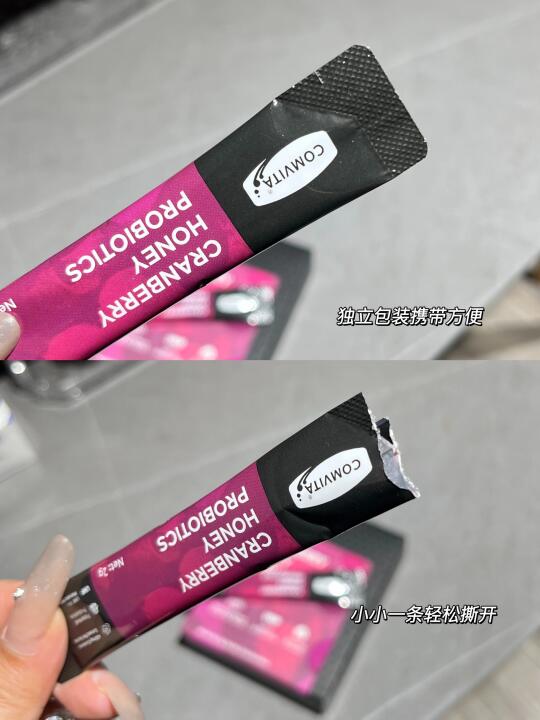 COMVITA
CRANBERRY
HONEY
PROBIOTICS
独立包装携带方便
COMVITA
CRANBERRY
HONEY
PROBIOTICS
Net: 2g
小小一条轻松撕开